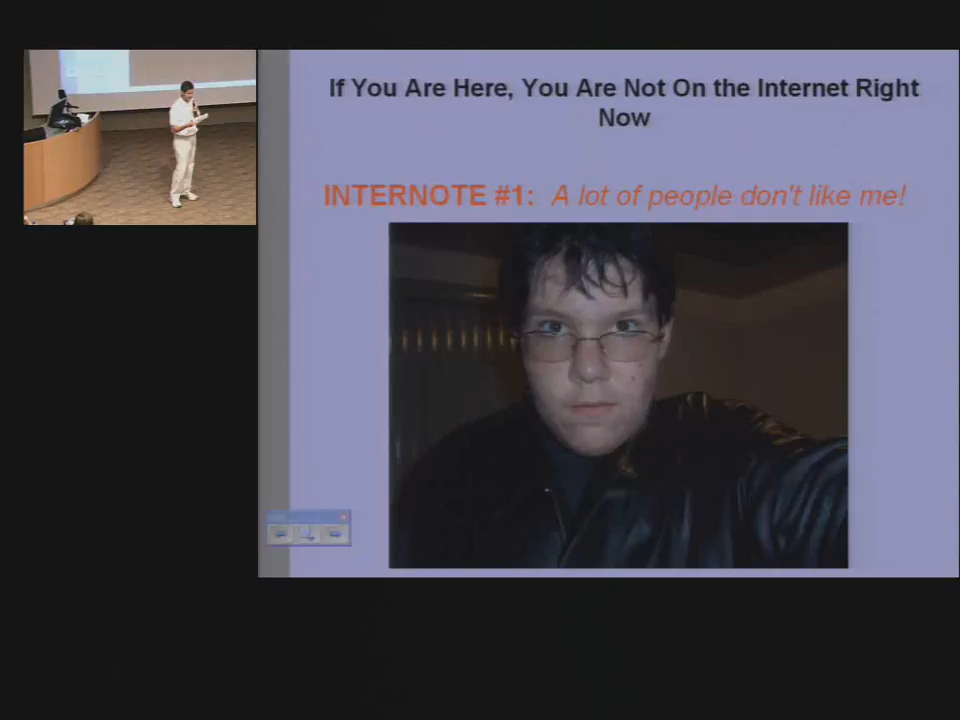 If You Are Here, You Are Not On the Internet Right
Now
INTERNOTE #1: A lot of people don't like me!